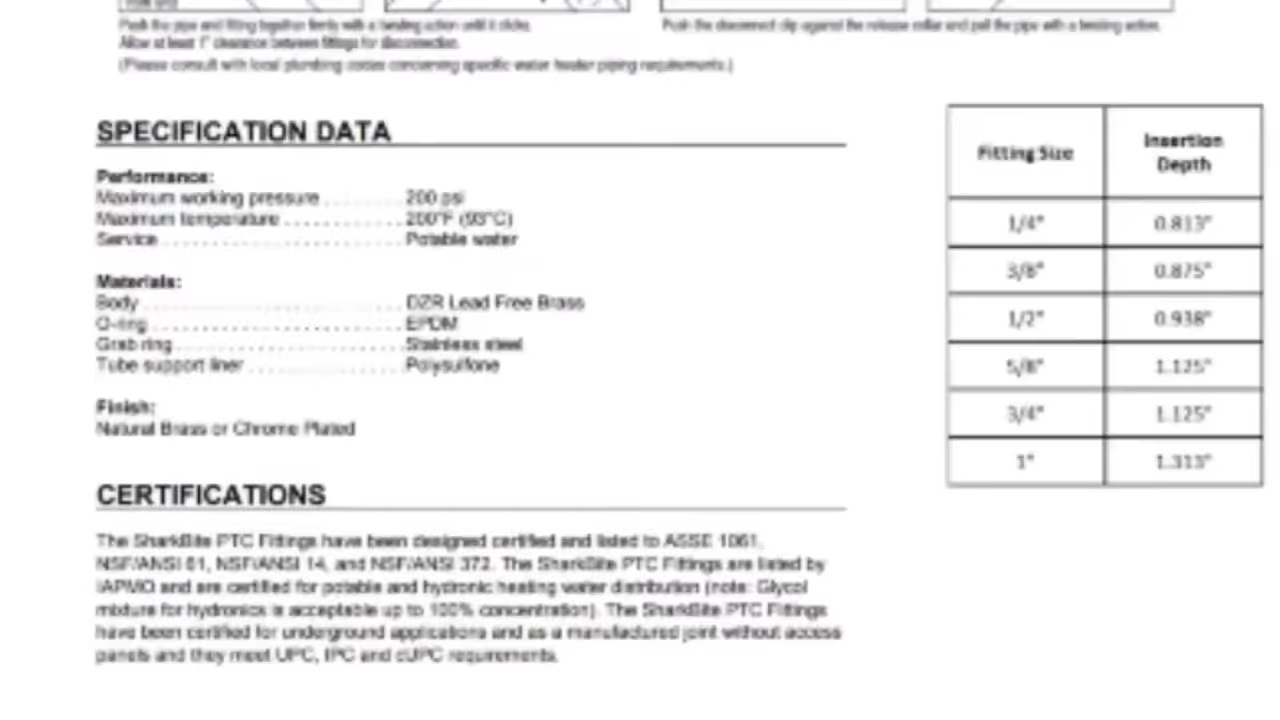 Push the pipe and fitting together firmly with a twisting action until it clicks.
Allow at least 1" clearance between fittings for disconnection.
(Please consult with local plumbing codes concerning specific water heater piping requirements.)
Push the disconnect clip against the release collar and pull the pipe with a twisting action.
SPECIFICATION DATA
Performance:
Maximum working pressure . . . . . . . . . . . 200 psi
Maximum temperature . . . . . . . . . . . . . . . 200°F (93°C)
Service . . . . . . . . . . . . . . . . . . . . . . . . . . . . . . Potable water
Materials:
Body . . . . . . . . . . . . . . . . . . . . . . . . . . . . . . . . DZR Lead Free Brass
O-ring . . . . . . . . . . . . . . . . . . . . . . . . . . . . . . . EPDM
Grab ring . . . . . . . . . . . . . . . . . . . . . . . . . . . . Stainless steel
Tube support liner . . . . . . . . . . . . . . . . . . . Polysulfone
Finish:
Natural Brass or Chrome Plated
CERTIFICATIONS
The SharkBite PTC Fittings have been designed certified and listed to ASSE 1061,
NSF/ANSI 61, NSF/ANSI 14, and NSF/ANSI 372. The SharkBite PTC Fittings are listed by
IAPMO and are certified for potable and hydronic heating water distribution (note: Glycol
mixture for hydronics is acceptable up to 100% concentration). The SharkBite PTC Fittings
have been certified for underground applications and as a manufactured joint without access
panels and they meet UPC, IPC and cUPC requirements.
Fitting Size Insertion Depth
1/4" 0.813"
3/8" 0.875"
1/2" 0.938"
5/8" 1.125"
3/4" 1.125"
1" 1.313"